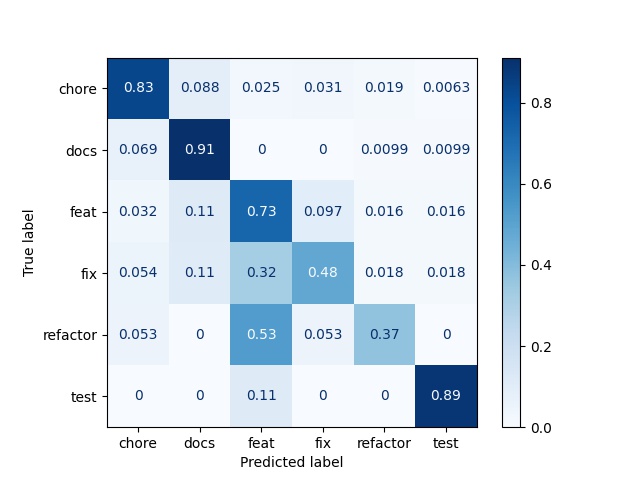 chore 0.83 0.088 0.025 0.031 0.019 0.0063
docs 0.069 0.91 0 0 0.0099 0.0099
feat 0.032 0.11 0.73 0.097 0.016 0.016
fix 0.054 0.11 0.32 0.48 0.018 0.018
refactor 0.053 0 0.53 0.053 0.37 0
test 0 0 0.11 0 0 0.89
chore docs feat fix refactor test
Predicted label
True label
0.8
0.6
0.4
0.2
0.0